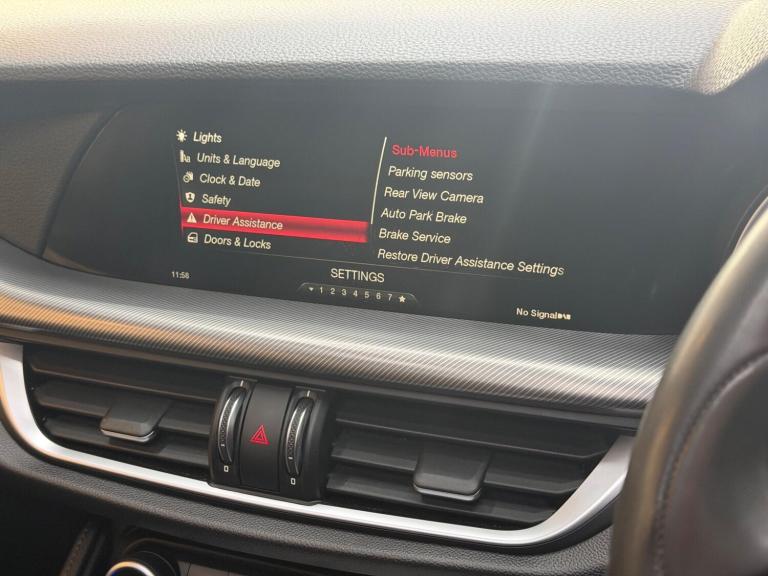 Lights
Units & Language
Clock & Date
Safety
Driver Assistance
Doors & Locks
Sub-Menus
Parking sensors
Rear View Camera
Auto Park Brake
Brake Service
Restore Driver Assistance Settings
11:58
SETTINGS
1 2 3 4 5 6 7
No Signal